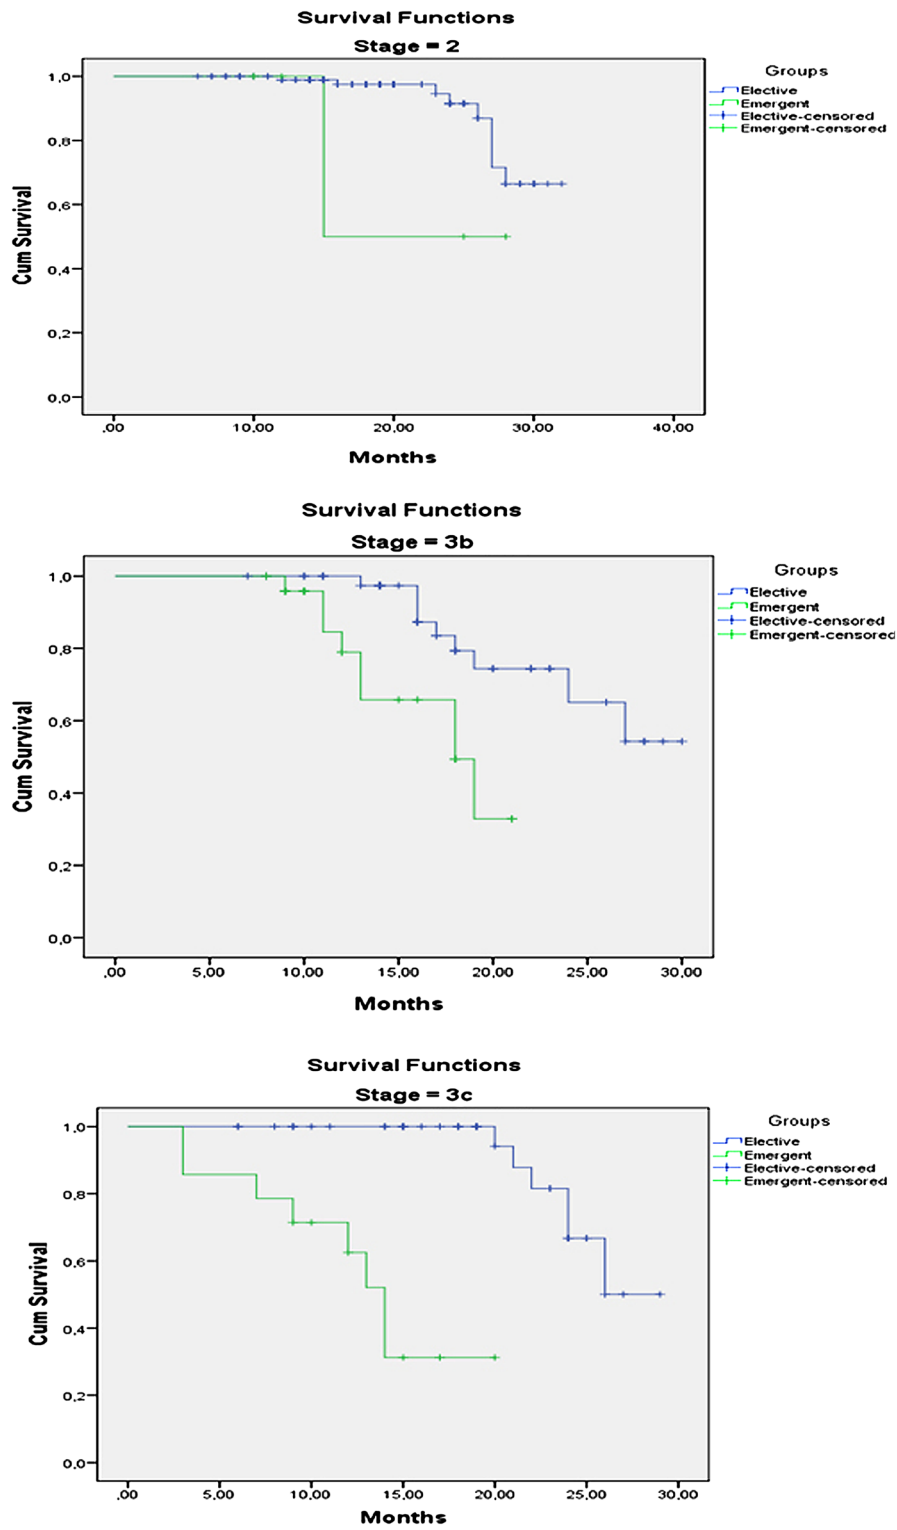 Survival Functions
Stage = 2
Groups
Elective
Emergent
Elective-censored
Emergent-censored
Cum Survival
1,0
0,8
0,6
0,4
0,2
0,0
,00 10,00 20,00 30,00 40,00
Months
Survival Functions
Stage = 3b
Groups
Elective
Emergent
Elective-censored
Emergent-censored
Cum Survival
1,0
0,8
0,6
0,4
0,2
0,0
,00 5,00 10,00 15,00 20,00 25,00 30,00
Months
Survival Functions
Stage = 3c
Groups
Elective
Emergent
Elective-censored
Emergent-censored
Cum Survival
1,0
0,8
0,6
0,4
0,2
0,0
,00 5,00 10,00 15,00 20,00 25,00 30,00
Months